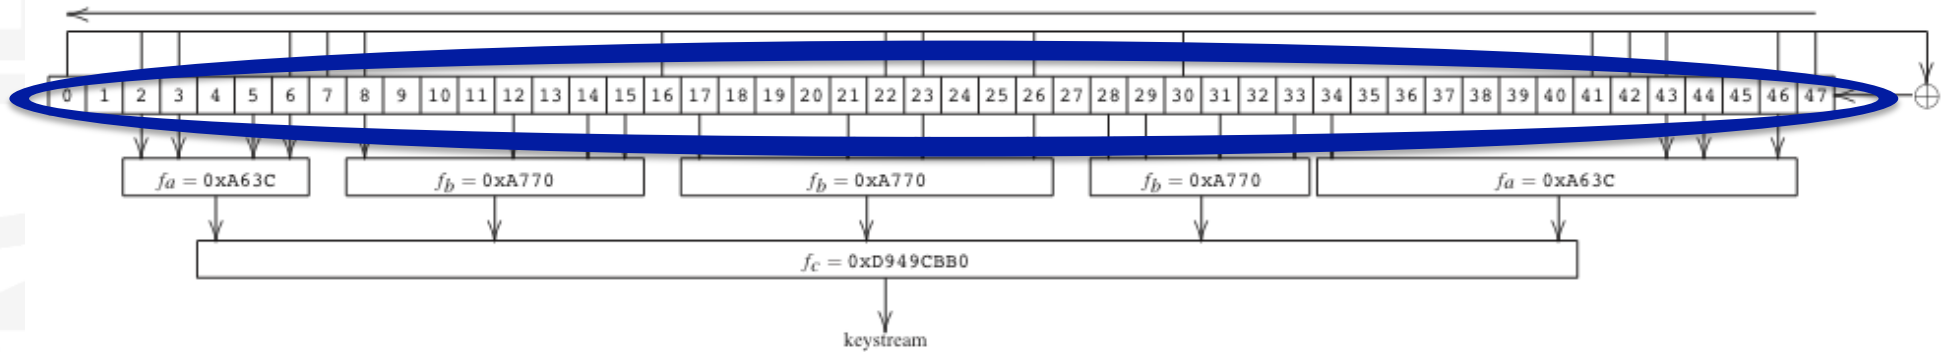 0 1 2 3 4 5 6 7 8 9 10 11 12 13 14 15 16 17 18 19 20 21 22 23 24 25 26 27 28 29 30 31 32 33 34 35 36 37 38 39 40 41 42 43 44 45 46 47
fa = 0xA63C fb = 0xA770 fb = 0xA770 fb = 0xA770 fa = 0xA63C
fc = 0xD949CBB0
keystream